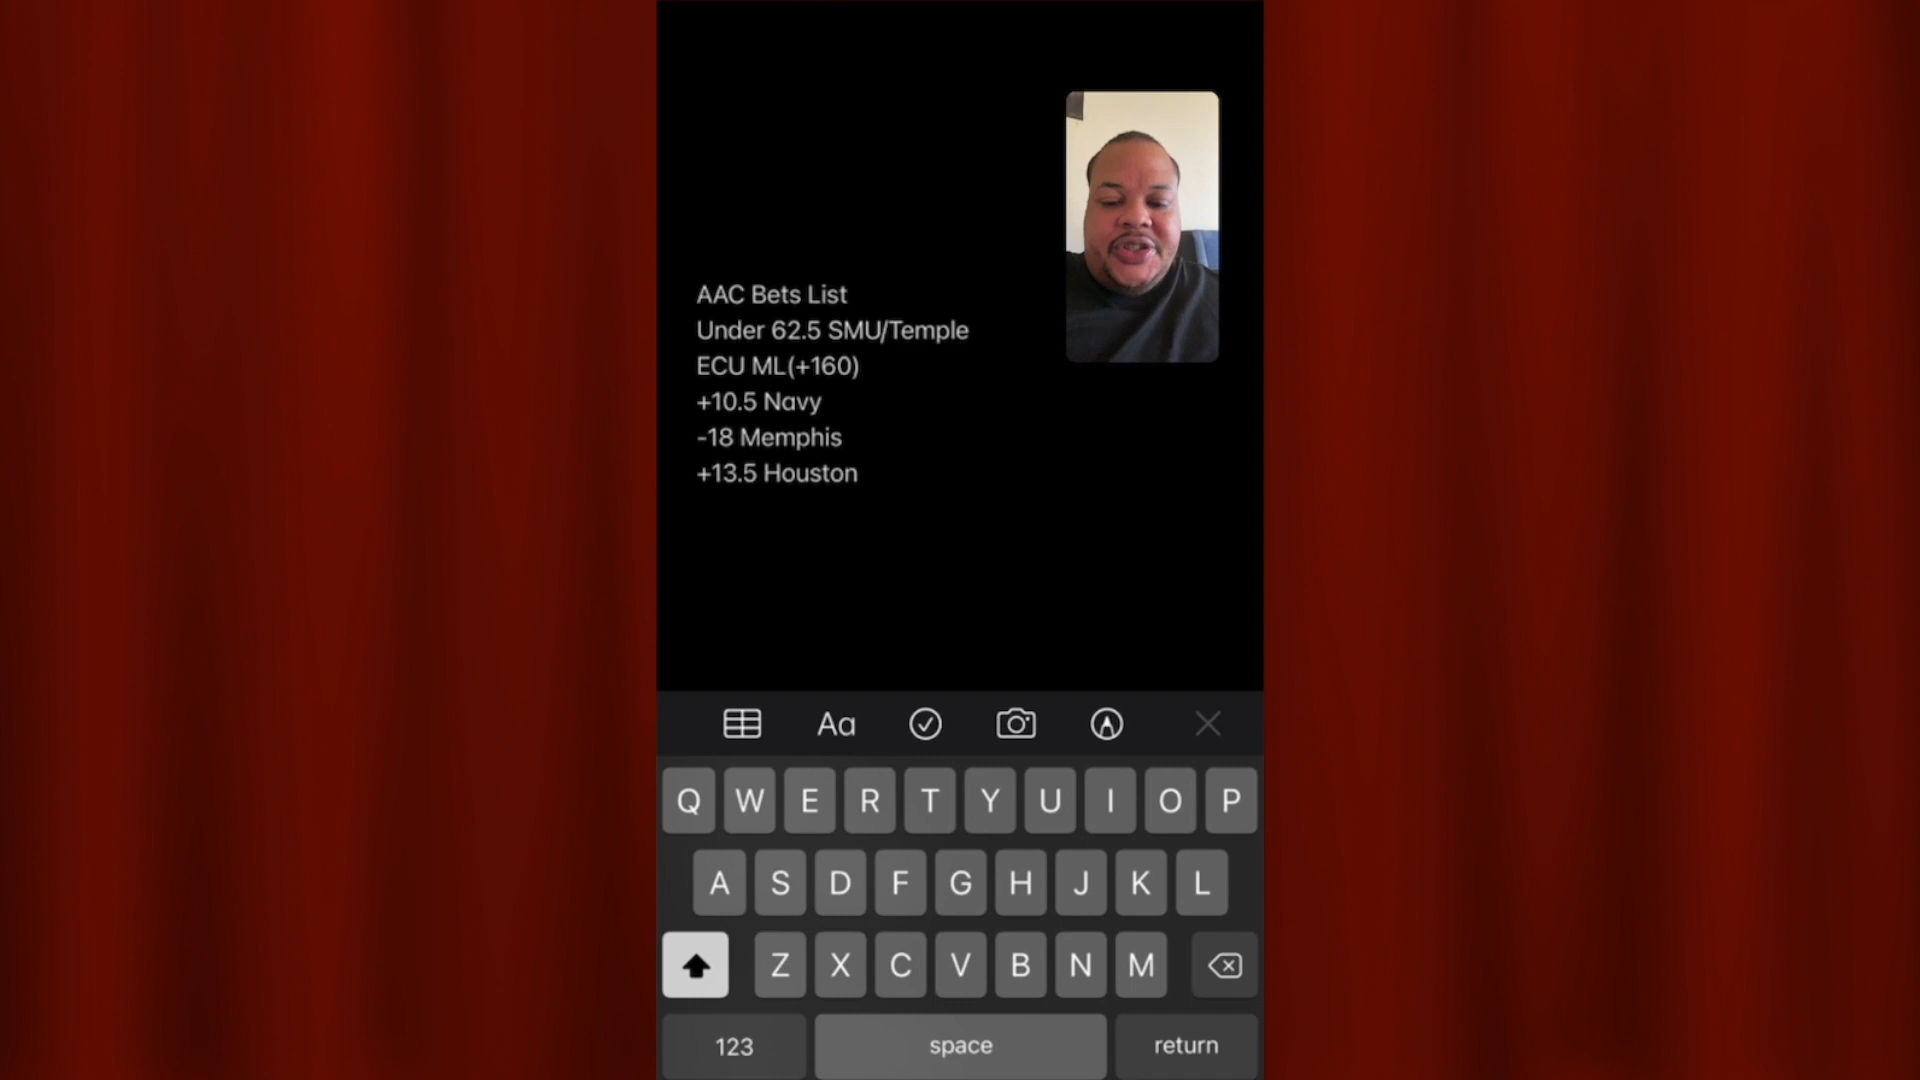 AAC Bets List
Under 62.5 SMU/Temple
ECU ML(+160)
+10.5 Navy
-18 Memphis
+13.5 Houston
Aa
Q W E R T Y U I O P
A S D F G H J K L
Z X C V B N M
123 space return